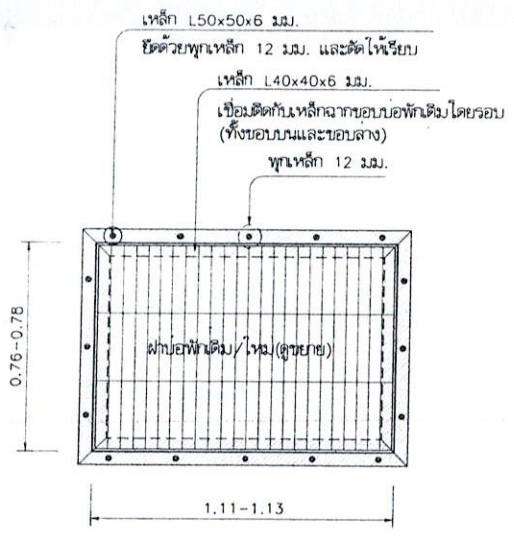 เหล็ก L50x50x6 มม.
ยึดด้วยพุกเหล็ก 12 มม. และตัดให้เรียบ
เหล็ก L40x40x6 มม.
เชื่อมติดกับเหล็กฉากขอบบ่อพักเดิมโดยรอบ
(ทั้งขอบบนและขอบล่าง)
พุกเหล็ก 12 มม.
0.76-0.78
ฝาบ่อพักเดิม/ใหม่(ดูขยาย)
1.11-1.13